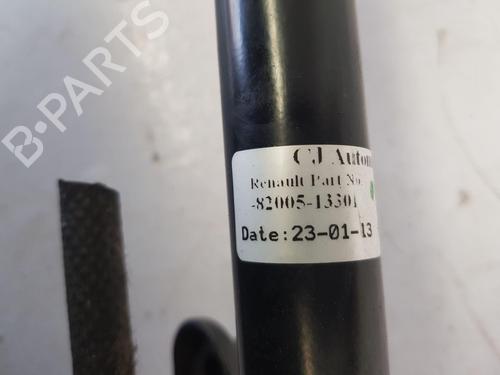 B-PARTS
CJ Autom
Renault Part No.
-82005-13301
Date: 23-01-13